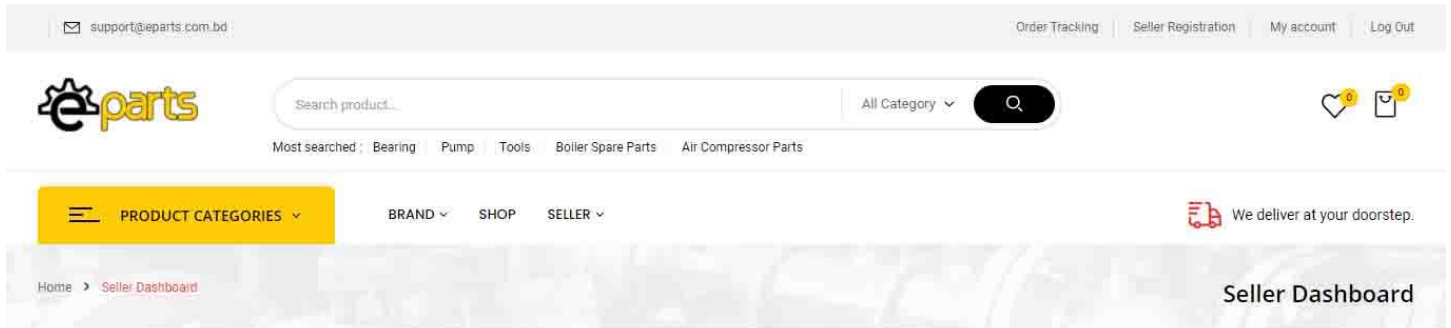 support@eparts.com.bd
Order Tracking Seller Registration My account Log Out
eparts
Search product... All Category
0 0
Most searched : Bearing Pump Tools Boiler Spare Parts Air Compressor Parts
PRODUCT CATEGORIES BRAND SHOP SELLER We deliver at your doorstep.
Home > Seller Dashboard
Seller Dashboard